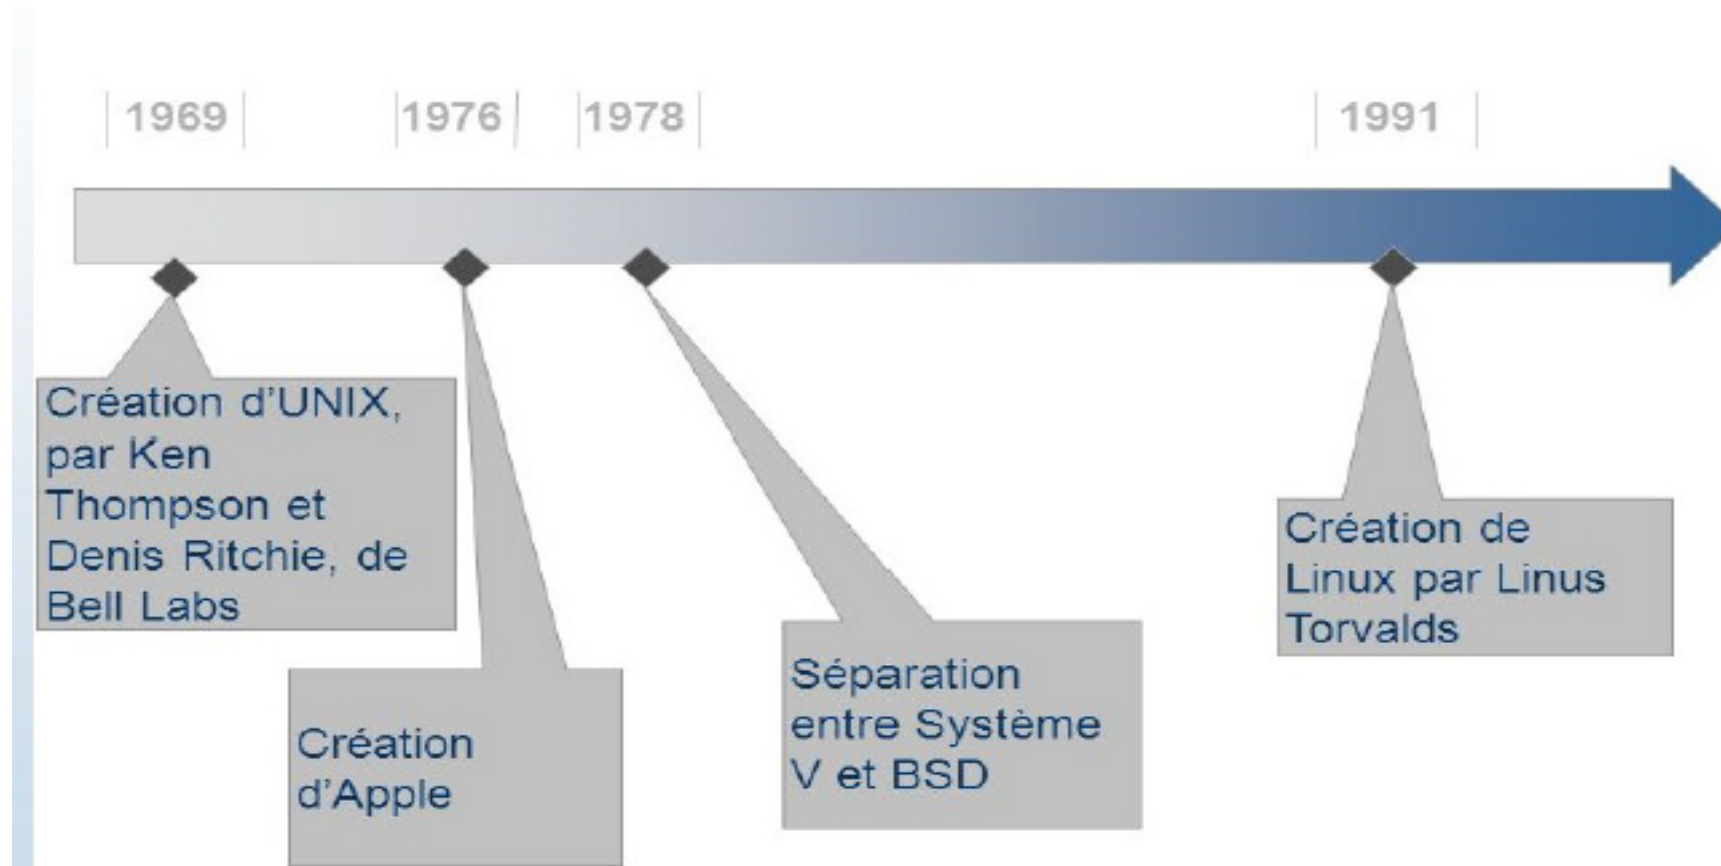 1969
1976
1978
1991
Création d’UNIX,
par Ken
Thompson et
Denis Ritchie, de
Bell Labs
Création
d’Apple
Séparation
entre Système
V et BSD
Création de
Linux par Linus
Torvalds